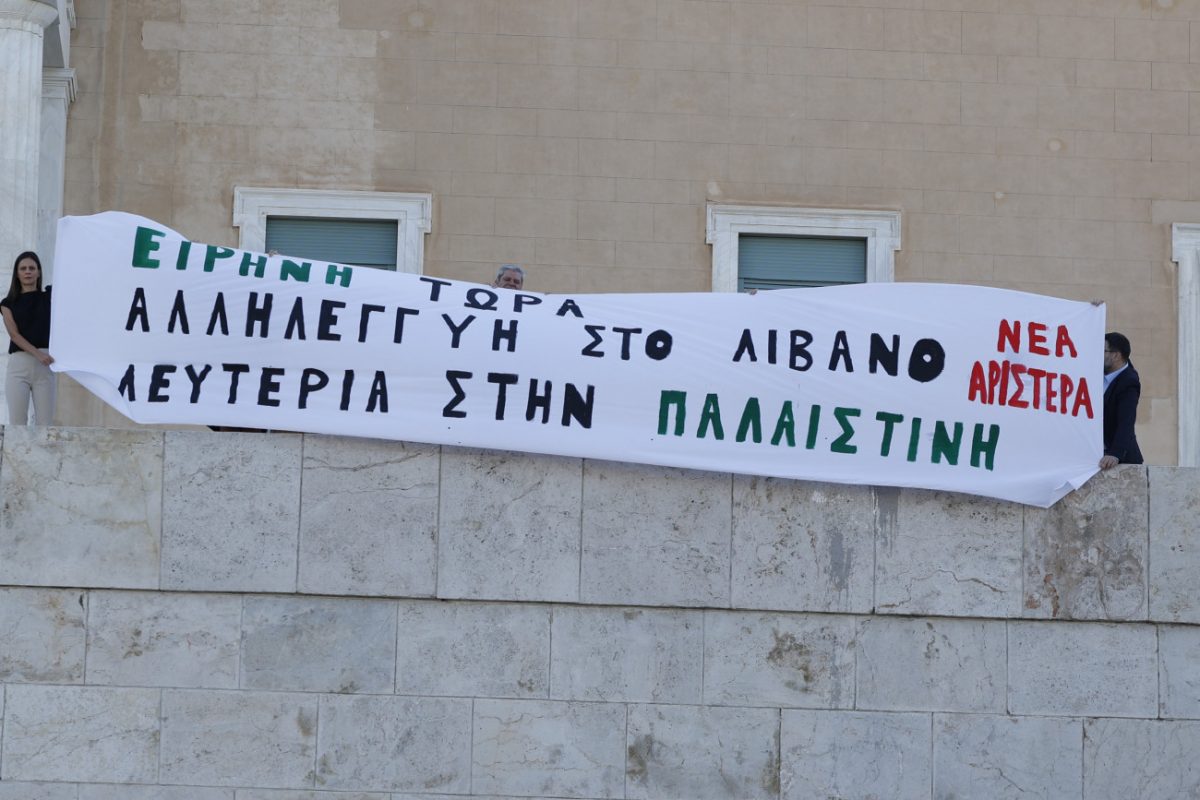 ΕΙΡΗΝΗ ΤΩΡΑ
ΑΛΛΗΛΕΓΓΥΗ ΣΤΟ ΛΙΒΑΝΟ
ΛΕΥΤΕΡΙΑ ΣΤΗΝ ΠΑΛΑΙΣΤΙΝΗ
ΝΕΑ
ΑΡΙΣΤΕΡΑ